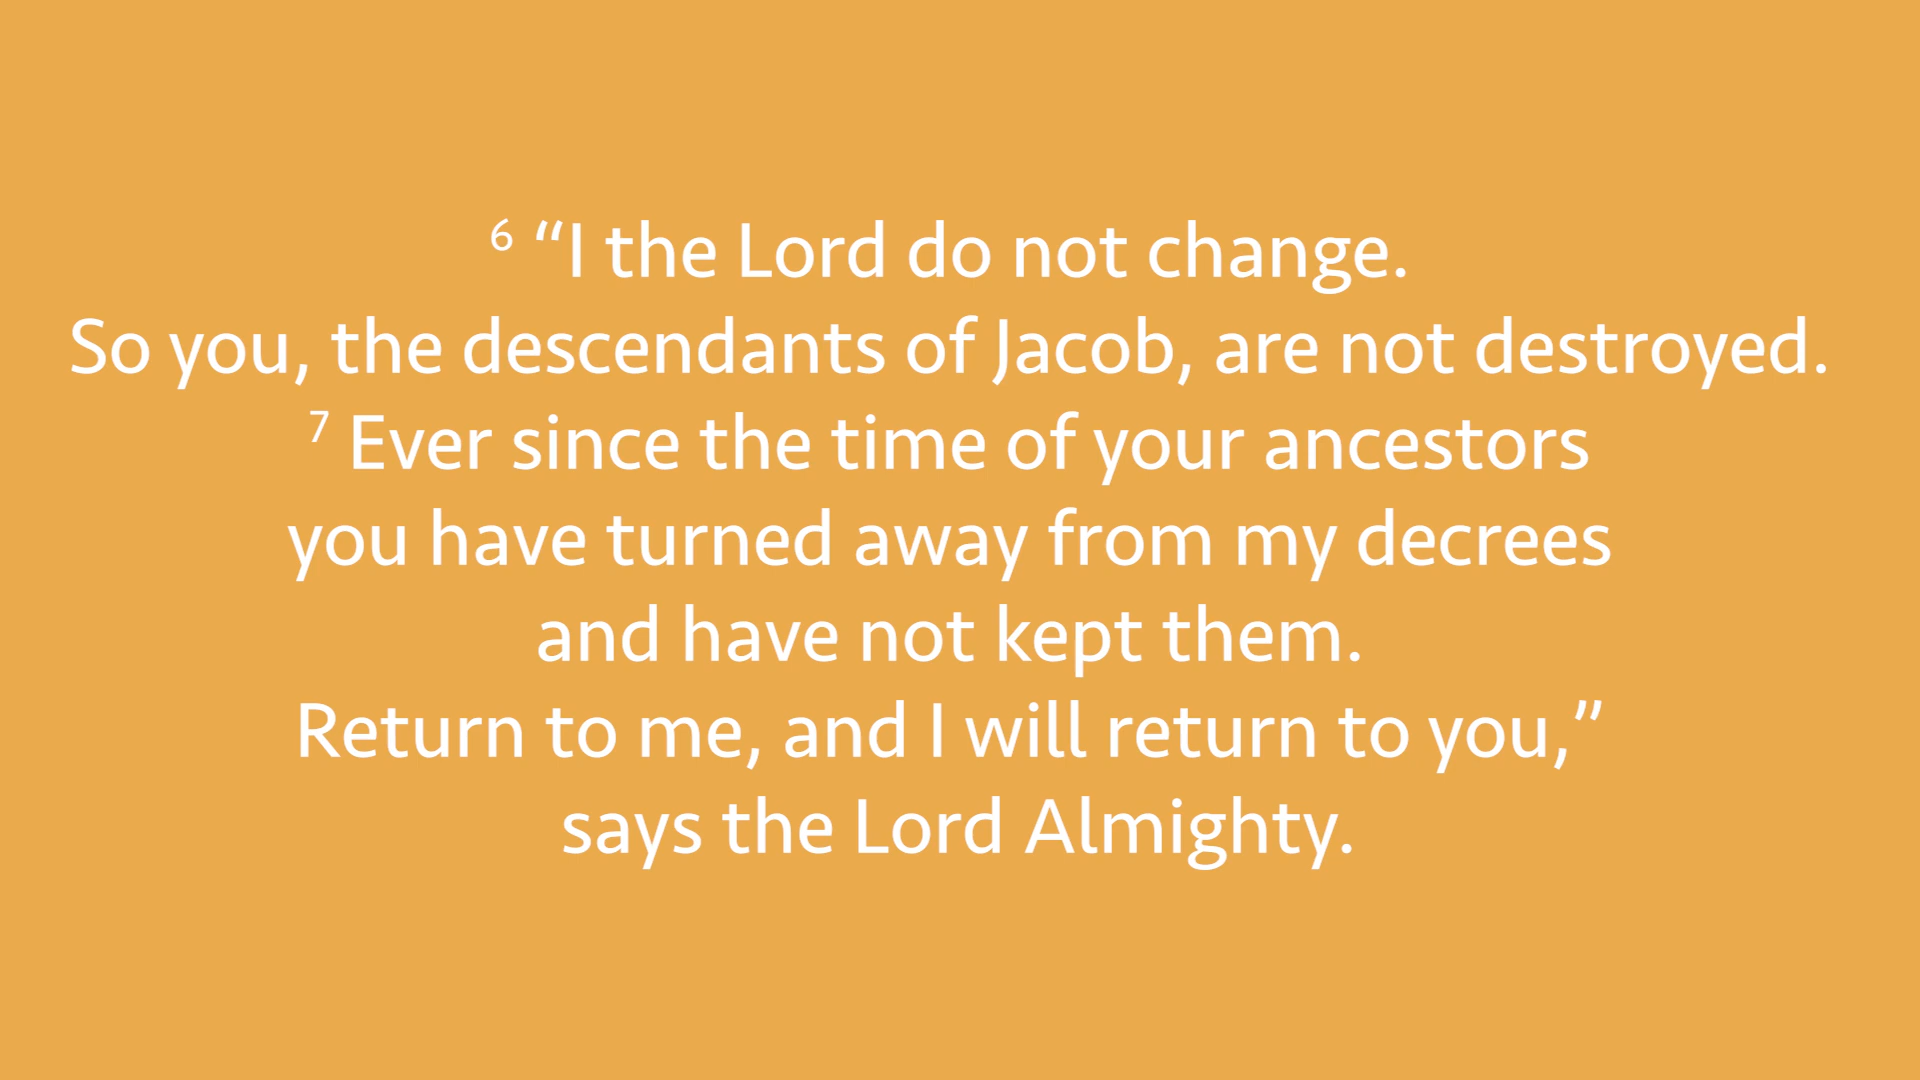 ⁶ “I the Lord do not change.
So you, the descendants of Jacob, are not destroyed.
⁷ Ever since the time of your ancestors
you have turned away from my decrees
and have not kept them.
Return to me, and I will return to you,”
says the Lord Almighty.